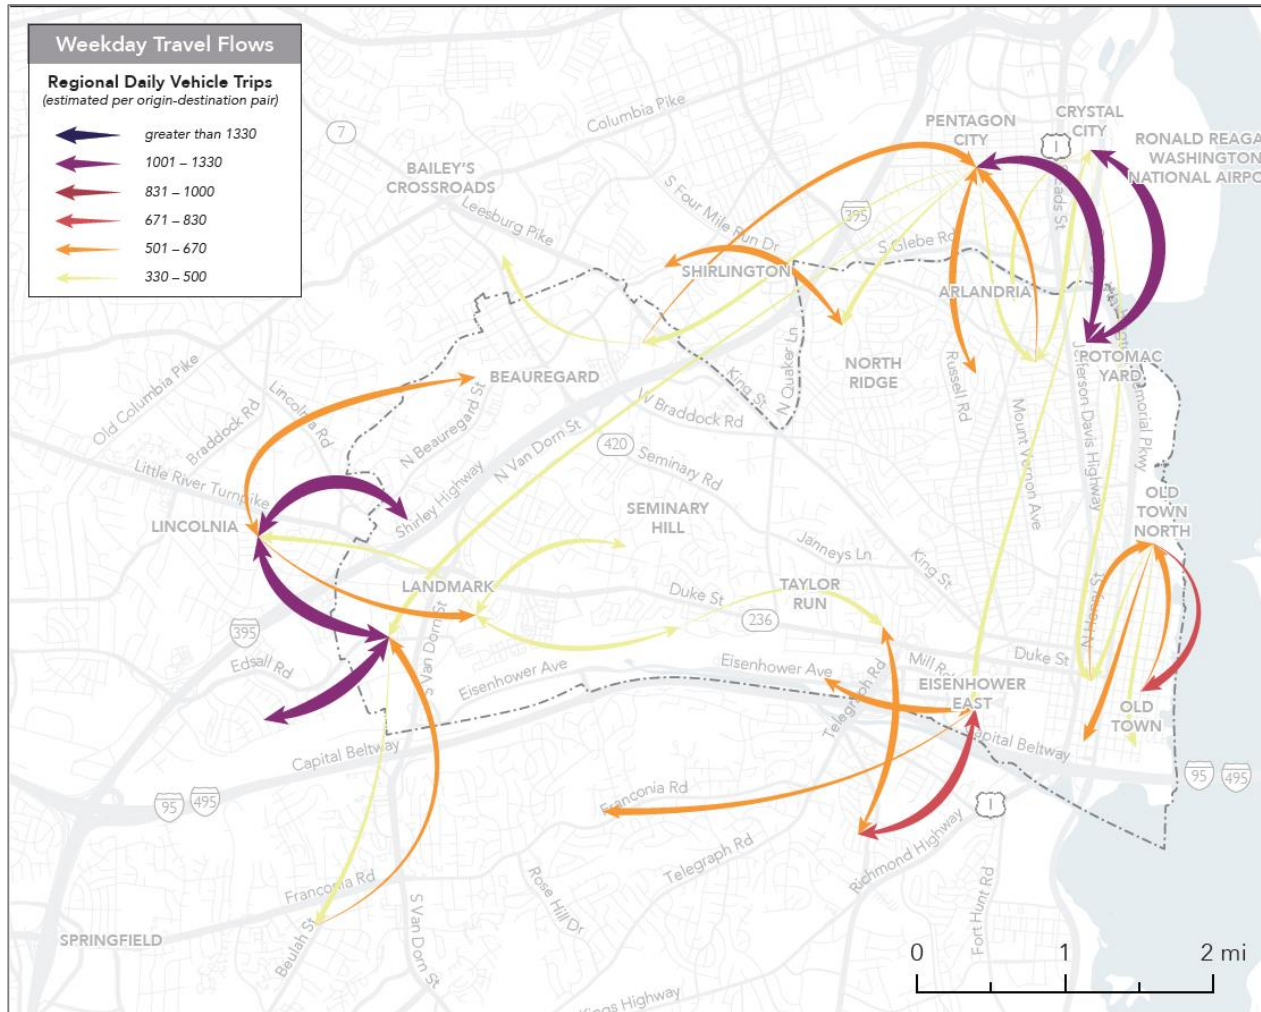 Weekday Travel Flows
Regional Daily Vehicle Trips
(estimated per origin-destination pair)
greater than 1330
1001 – 1330
831 – 1000
671 – 830
501 – 670
330 – 500
7
Columbia Pike
PENTAGON
CITY
CRYSTAL
CITY
1
RONALD REAGA
WASHINGTON
NATIONAL AIRPO
BAILEY'S
CROSSROADS
Leesburg Pike
S Four Mile Run Dr
395
S Glebe Rd
SHIRLINGTON
ARLANDRIA
Old Columbia Pike
Braddock Rd
Lincolnia Rd
BEAUREGARD
N Beauregard St
King St
N Quaker Ln
NORTH
RIDGE
Russell Rd
POTOMAC
YARD
W Braddock Rd
N Van Dorn St
420
Seminary Rd
Mount Vernon Ave
Jefferson Davis Highway
Little River Turnpike
LINCOLNIA
Shirley Highway
SEMINARY
HILL
Janneys Ln
King St
OLD
TOWN
NORTH
LANDMARK
Duke St
236
TAYLOR
RUN
395
Edsall Rd
S Van Dorn St
Eisenhower Ave
Eisenhower Ave
Telegraph Rd
Duke St
EISENHOWER
EAST
OLD
TOWN
Capital Beltway
Capital Beltway
95
495
95
495
Franconia Rd
1
Telegraph Rd
Richmond Highway
Franconia Rd
Rose Hill Dr
Fort Hunt Rd
SPRINGFIELD
Beulah St
S Van Dorn St
Kings Highway
0
1
2 mi